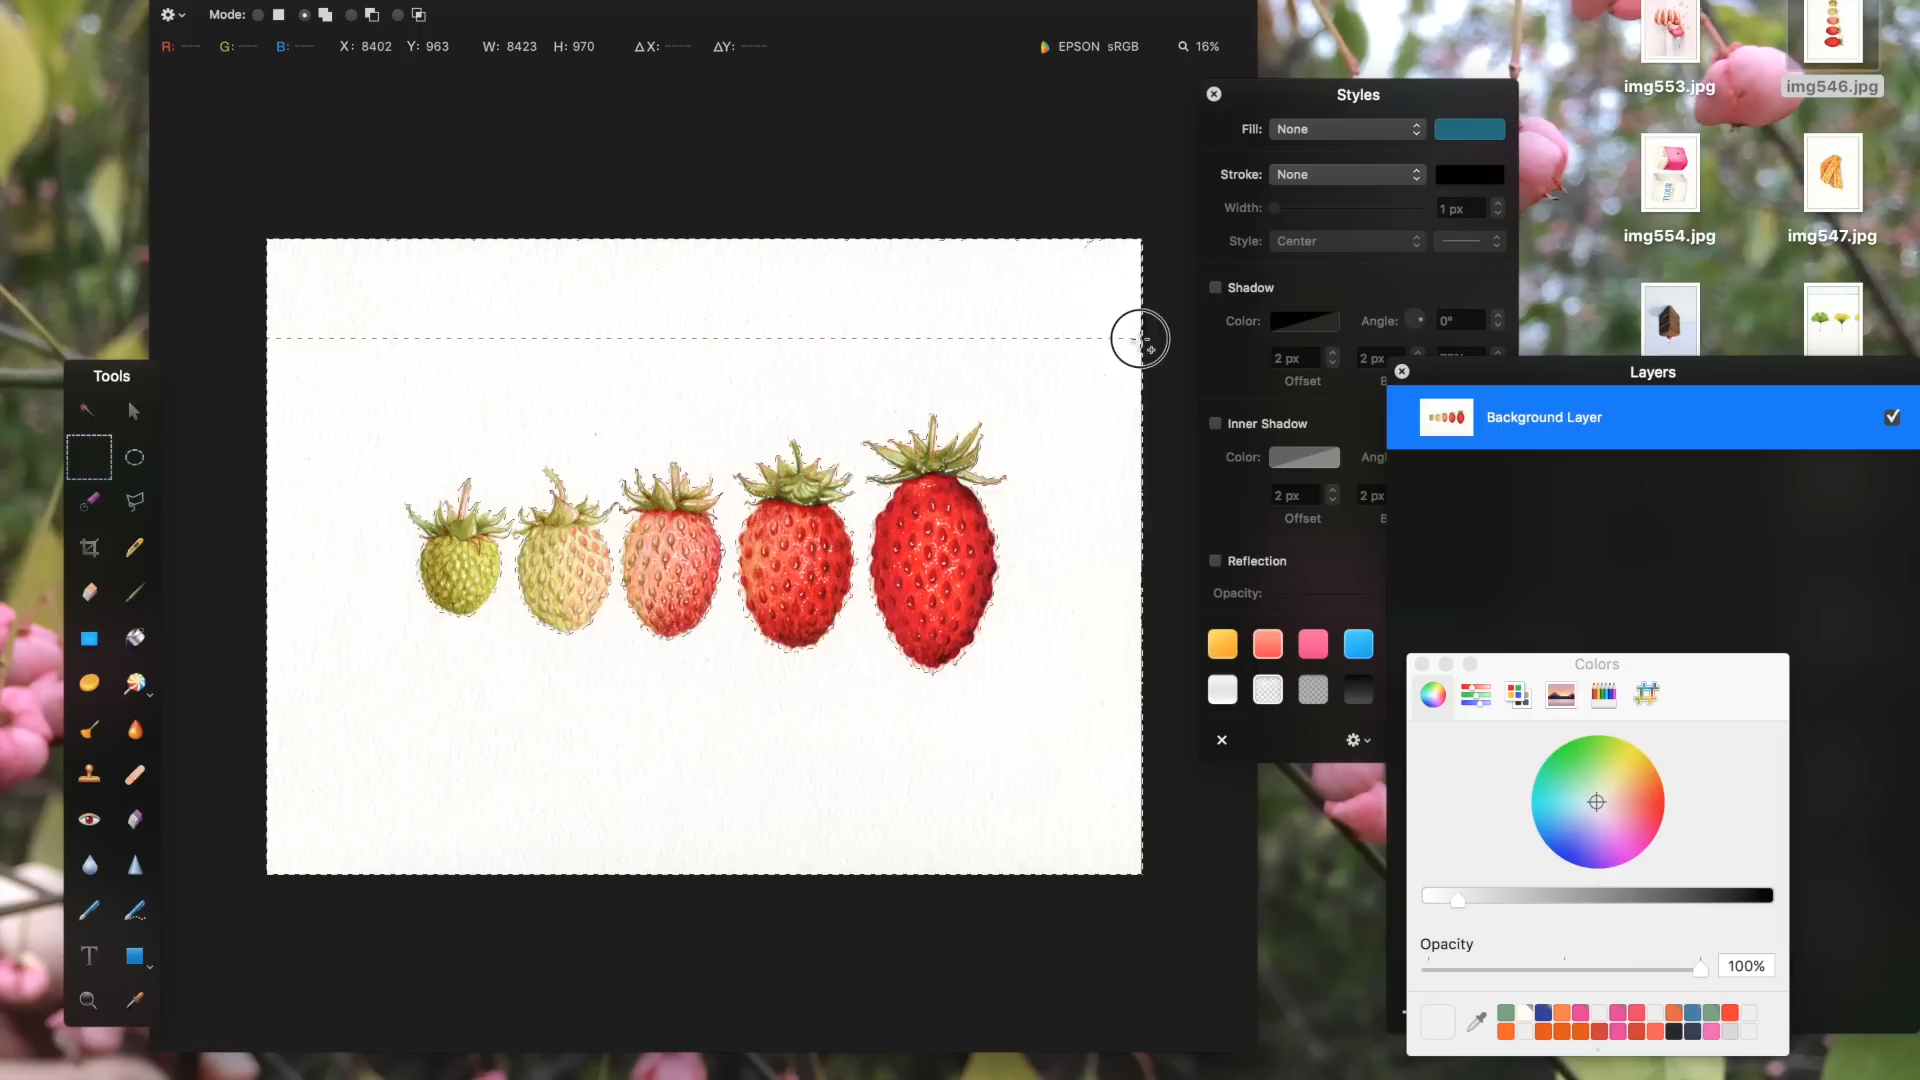 Mode:
R: --- G: --- B: --- X: 8402 Y: 963 W: 8423 H: 970 ΔX: ---- ΔY: ---- EPSON sRGB 16%
img553.jpg img546.jpg
img554.jpg img547.jpg
Styles
Fill: None
Stroke: None
Width: 1 px
Style: Center
Shadow
Color: Angle: 0°
2 px 2 px
Offset B
Inner Shadow
Color: Angl
2 px 2 px
Offset B
Reflection
Opacity:
Tools
T
Layers
Background Layer
Colors
Opacity
100%